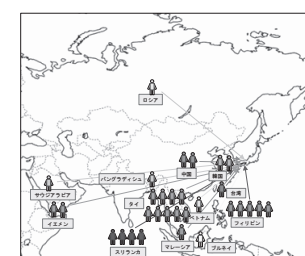 ロシア
中国
韓国
バングラディシュ
サウジアラビア
台湾
タイ
イエメン
ベトナム
フィリピン
スリランカ
マレーシア
ブルネイ